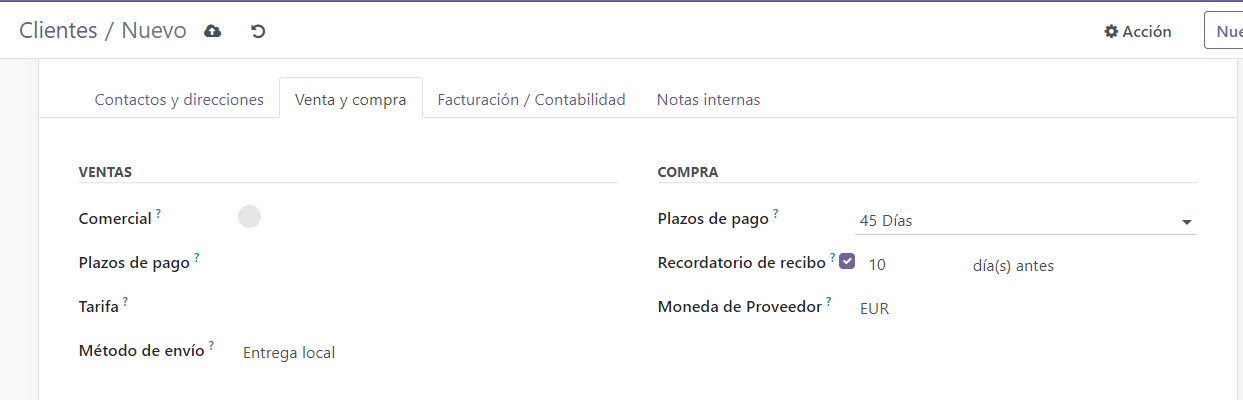 Clientes / Nuevo
Acción
Contactos y direcciones
Venta y compra
Facturación / Contabilidad
Notas internas
VENTAS
Comercial ?
Plazos de pago ?
Tarifa ?
Método de envío ? Entrega local
COMPRA
Plazos de pago ? 45 Días
Recordatorio de recibo ? 10 día(s) antes
Moneda de Proveedor ? EUR